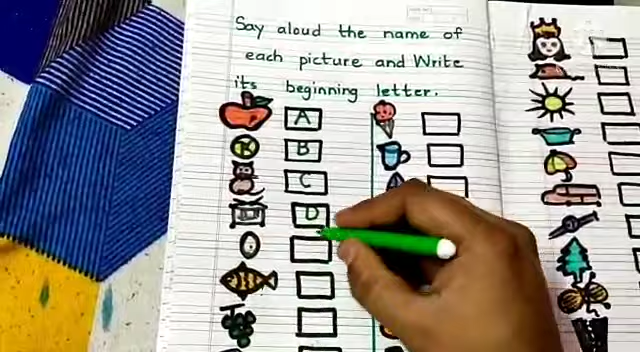 Say aloud the name of
each picture and Write
its beginning letter.
A
B
C
D